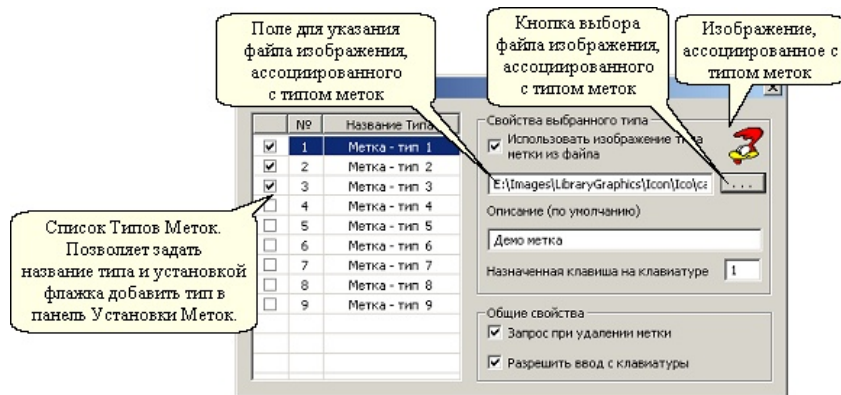 Поле для указания
файла изображения,
ассоциированного
с типом меток
Кнопка выбора
файла изображения,
ассоциированного
с типом меток
Изображение,
ассоциированное с
типом меток
№ Название Типа
1 Метка - тип 1
2 Метка - тип 2
3 Метка - тип 3
4 Метка - тип 4
5 Метка - тип 5
6 Метка - тип 6
7 Метка - тип 7
8 Метка - тип 8
9 Метка - тип 9
Список Типов Меток.
Позволяет задать
название типа и установкой
флажка добавить тип в
панель Установки Меток.
Свойства выбранного типа
Использовать изображение типа
метки из файла
E:\Images\LibraryGraphics\Icon\Ico\ca
...
Описание (по умолчанию)
Демо метка
Назначенная клавиша на клавиатуре 1
Общие свойства
Запрос при удалении метки
Разрешить ввод с клавиатуры